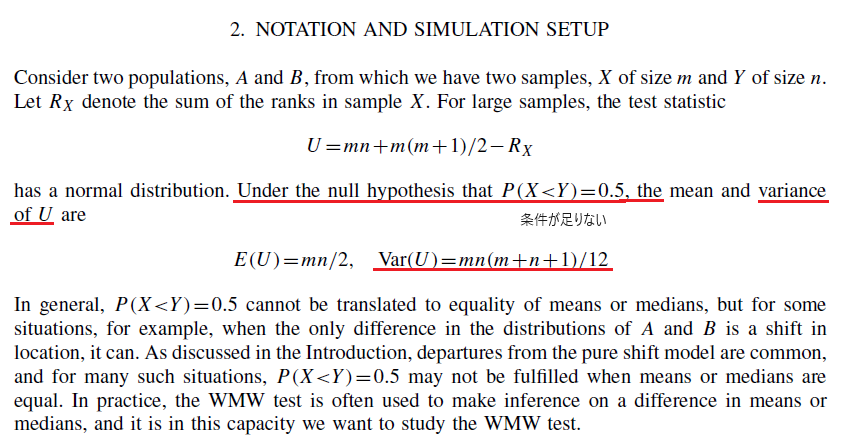 2. NOTATION AND SIMULATION SETUP
Consider two populations, A and B, from which we have two samples, X of size m and Y of size n.
Let R_X denote the sum of the ranks in sample X. For large samples, the test statistic
U=mn+m(m+1)/2−R_X
has a normal distribution. Under the null hypothesis that P(X<Y)=0.5, the mean and variance
of U are
条件が足りない
E(U)=mn/2, Var(U)=mn(m+n+1)/12
In general, P(X<Y)=0.5 cannot be translated to equality of means or medians, but for some
situations, for example, when the only difference in the distributions of A and B is a shift in
location, it can. As discussed in the Introduction, departures from the pure shift model are common,
and for many such situations, P(X<Y)=0.5 may not be fulfilled when means or medians are
equal. In practice, the WMW test is often used to make inference on a difference in means or
medians, and it is in this capacity we want to study the WMW test.